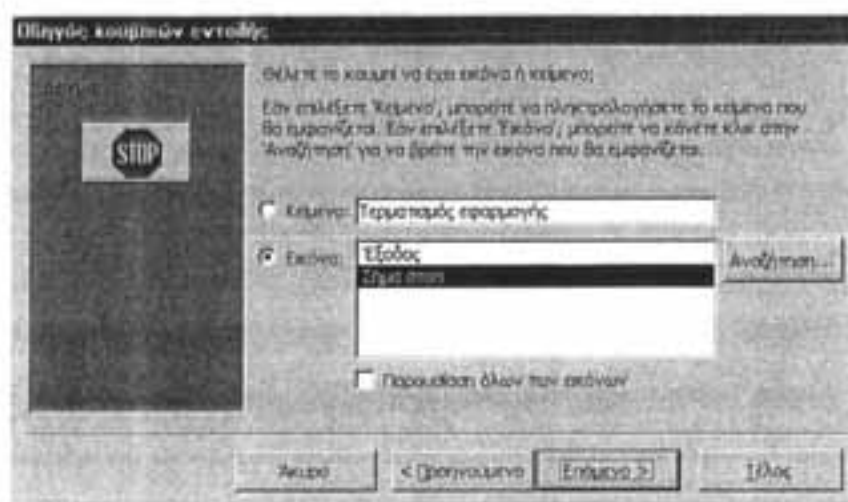 Οδηγός κουμπιών εντολής
Δείγμα:
STOP
Θέλετε το κουμπί να έχει εικόνα ή κείμενο;
Εάν επιλέξετε 'Κείμενο', μπορείτε να πληκτρολογήσετε το κείμενο που
θα εμφανίζεται. Εάν επιλέξετε 'Εικόνα', μπορείτε να κάνετε κλικ στην
'Αναζήτηση' για να βρείτε την εικόνα που θα εμφανίζεται.
Κείμενο: Τερματισμός εφαρμογής
Εικόνα: Έξοδος
Σήμα στοπ
Αναζήτηση...
Παρουσίαση όλων των εικόνων
Άκυρο < Προηγούμενο Επόμενο > Τέλος